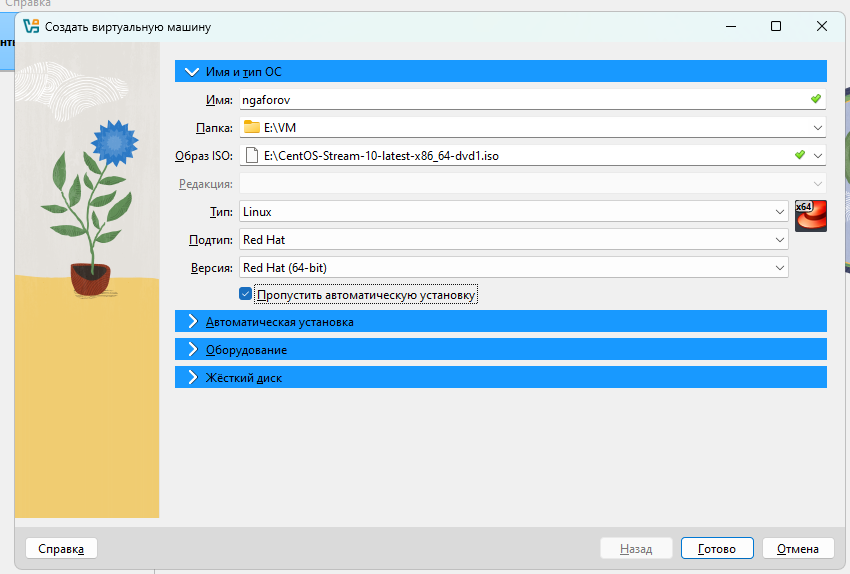 Справка
Создать виртуальную машину
Имя и тип ОС
Имя: ngaforov
Папка: E:\VM
Образ ISO: E:\CentOS-Stream-10-latest-x86_64-dvd1.iso
Редакция:
Тип: Linux
x64
Подтип: Red Hat
Версия: Red Hat (64-bit)
Пропустить автоматическую установку
Автоматическая установка
Оборудование
Жёсткий диск
Справка
Назад
Готово
Отмена